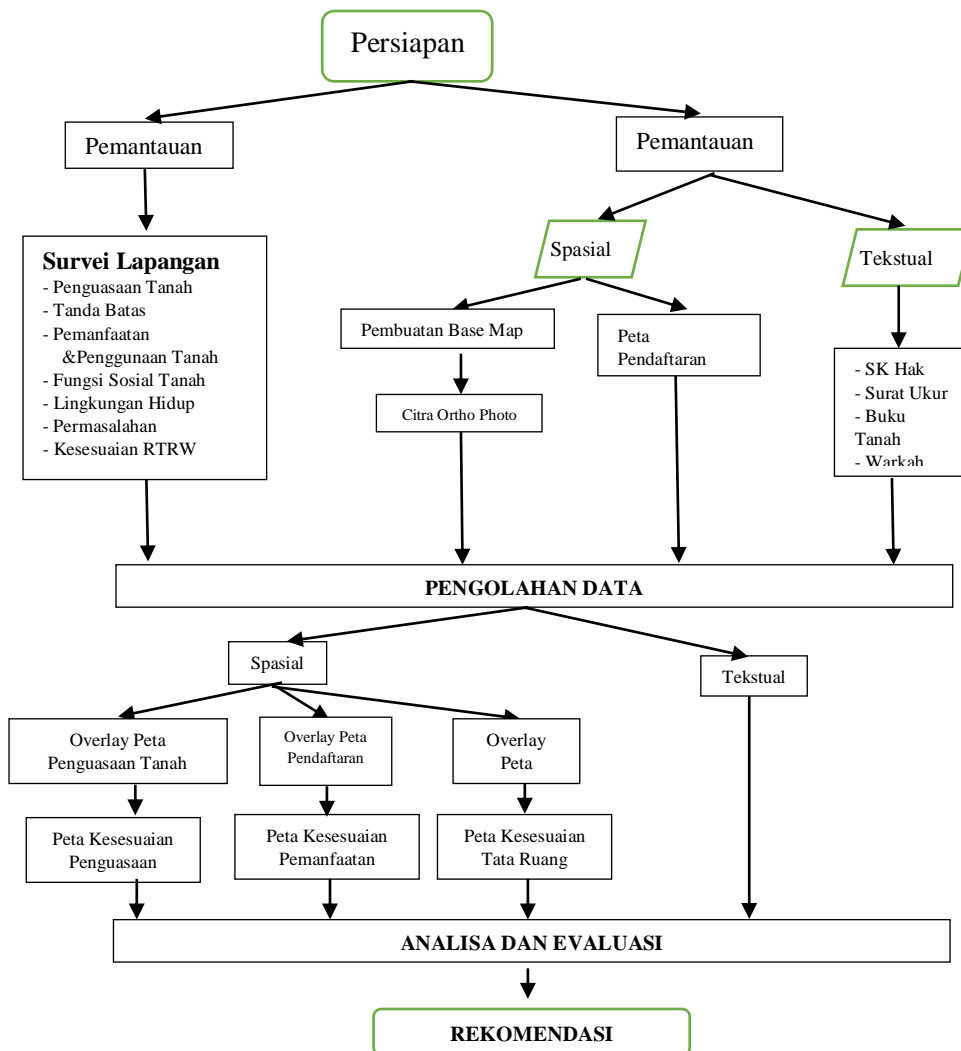 Persiapan
Pemantauan
Pemantauan
Spasial
Tekstual
Survei Lapangan
- Penguasaan Tanah
- Tanda Batas
- Pemanfaatan
&Penggunaan Tanah
- Fungsi Sosial Tanah
- Lingkungan Hidup
- Permasalahan
- Kesesuaian RTRW
Pembuatan Base Map
Peta
Pendaftaran
Citra Ortho Photo
- SK Hak
- Surat Ukur
- Buku
Tanah
- Warkah
PENGOLAHAN DATA
Spasial
Tekstual
Overlay Peta
Penguasaan Tanah
Overlay Peta
Pendaftaran
Overlay
Peta
Peta Kesesuaian
Penguasaan
Peta Kesesuaian
Pemanfaatan
Peta Kesesuaian
Tata Ruang
ANALISA DAN EVALUASI
REKOMENDASI